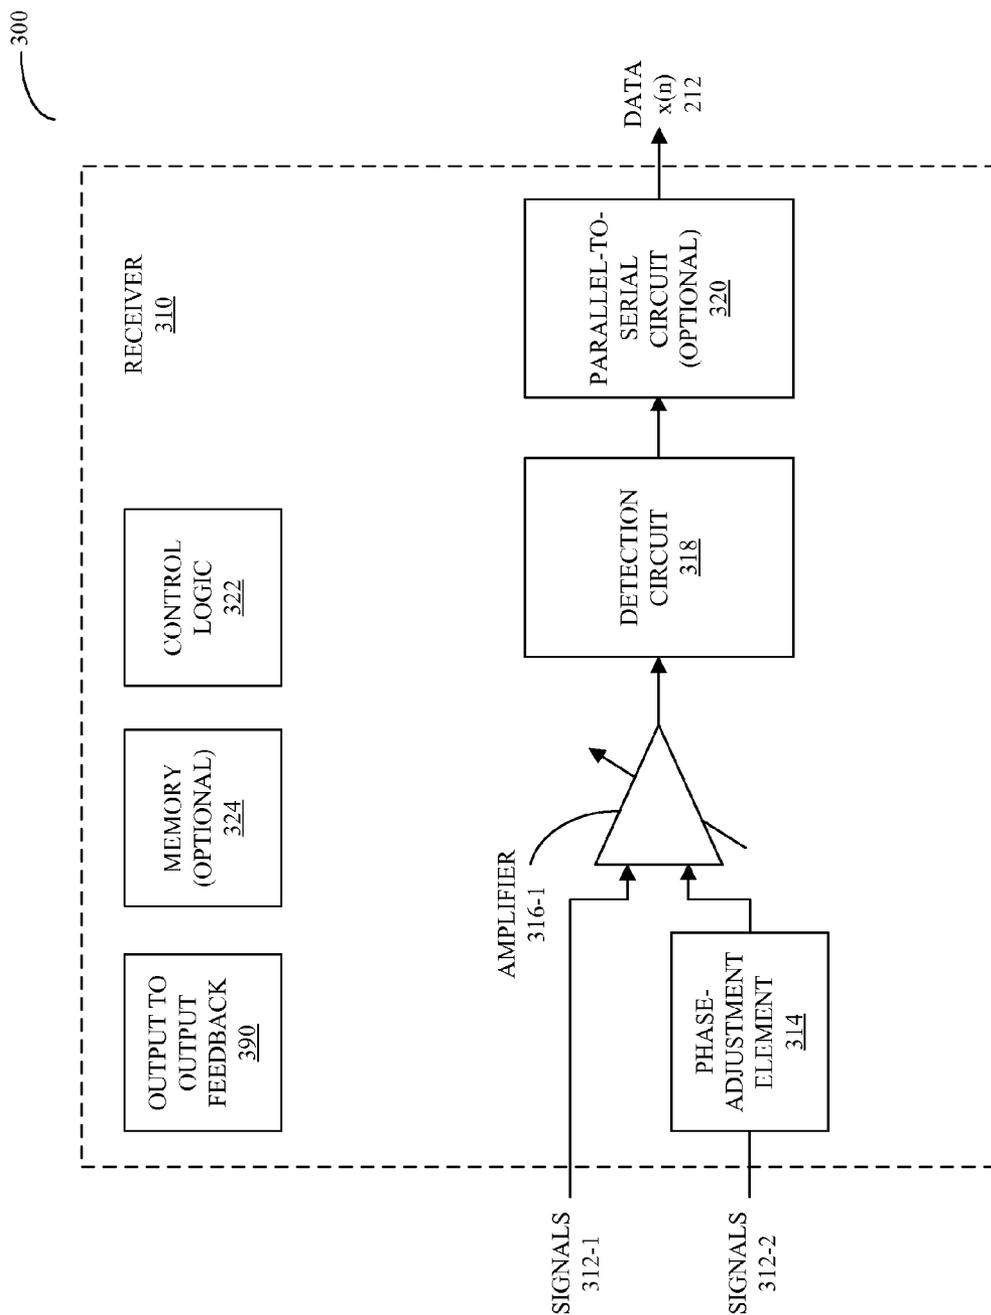 300
OUTPUT TO
OUTPUT
FEEDBACK
390
MEMORY
(OPTIONAL)
324
CONTROL
LOGIC
322
RECEIVER
310
SIGNALS
312-1
SIGNALS
312-2
PHASE-
ADJUSTMENT
ELEMENT
314
AMPLIFIER
316-1
DETECTION
CIRCUIT
318
PARALLEL-TO-
SERIAL
CIRCUIT
(OPTIONAL)
320
DATA
x(n)
212